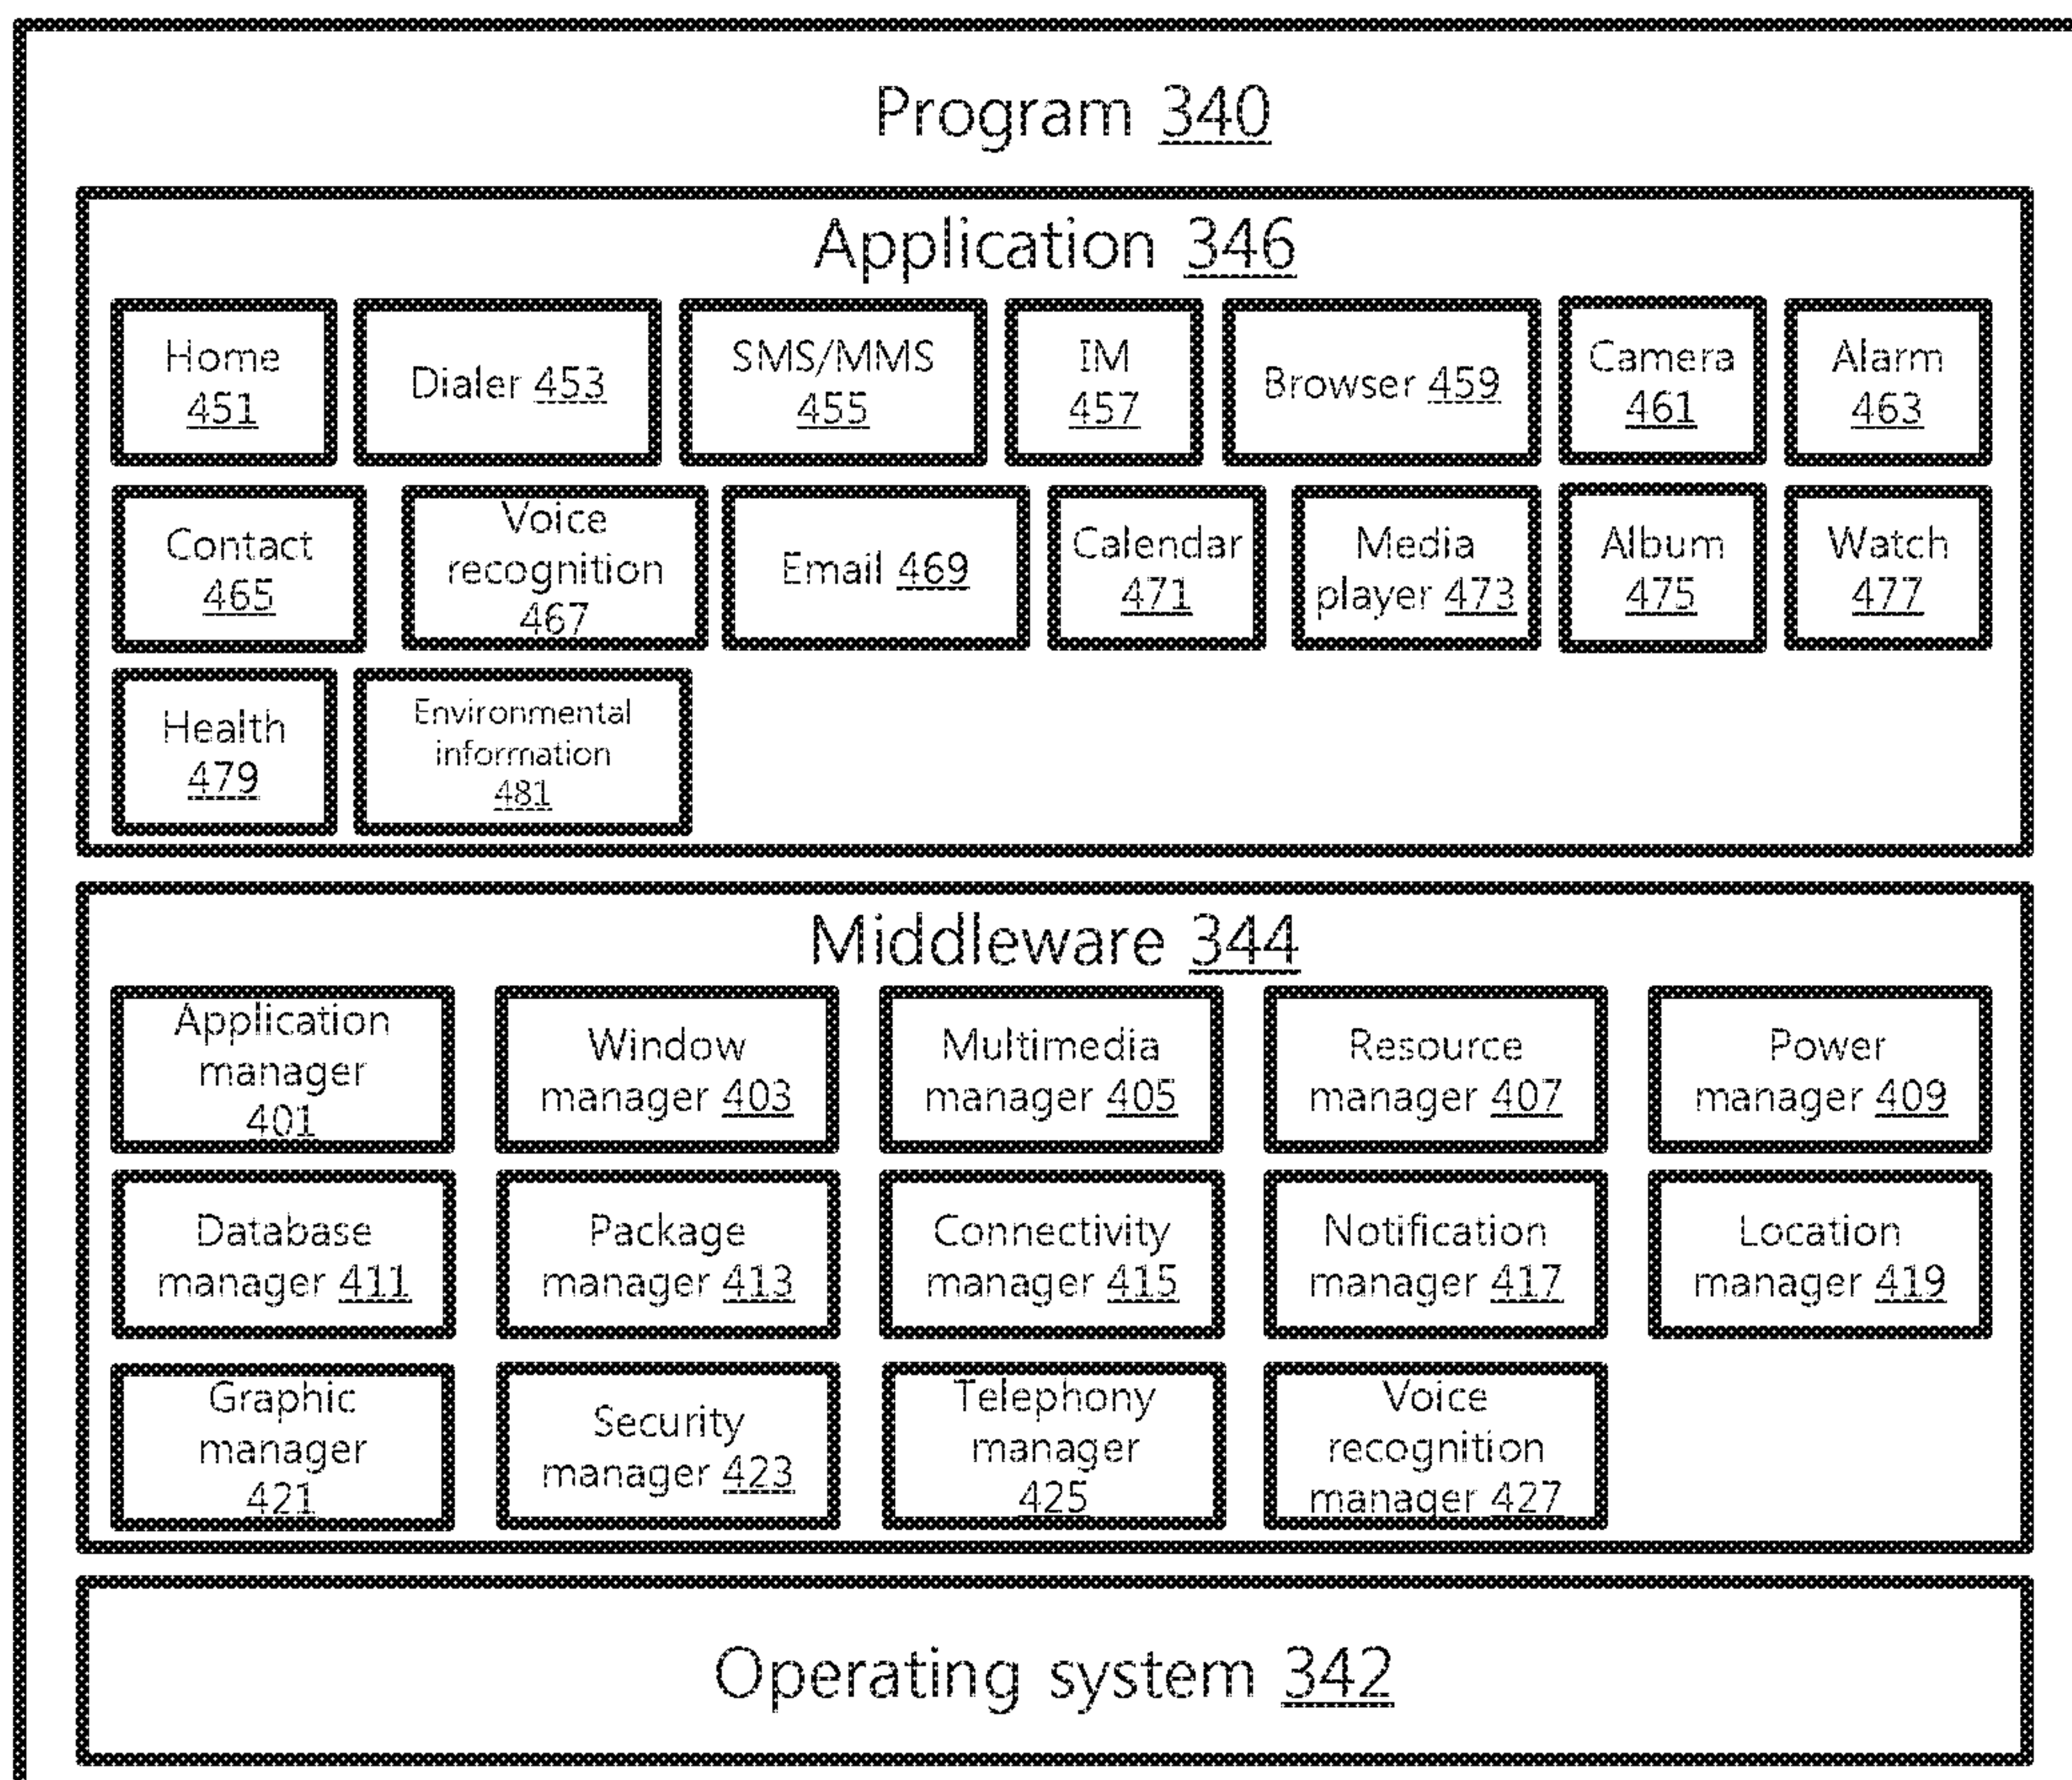 Program 340
Application 346
Home
451
Dialer 453
SMS/MMS
455
IM
457
Browser 459
Camera
461
Alarm
463
Contact
465
Voice
recognition
467
Email 469
Calendar
471
Media
player 473
Album
475
Watch
477
Health
479
Environmental
information
481
Middleware 344
Application
manager
401
Window
manager 403
Multimedia
manager 405
Resource
manager 407
Power
manager 409
Database
manager 411
Package
manager 413
Connectivity
manager 415
Notification
manager 417
Location
manager 419
Graphic
manager
421
Security
manager 423
Telephony
manager
425
Voice
recognition
manager 427
Operating system 342